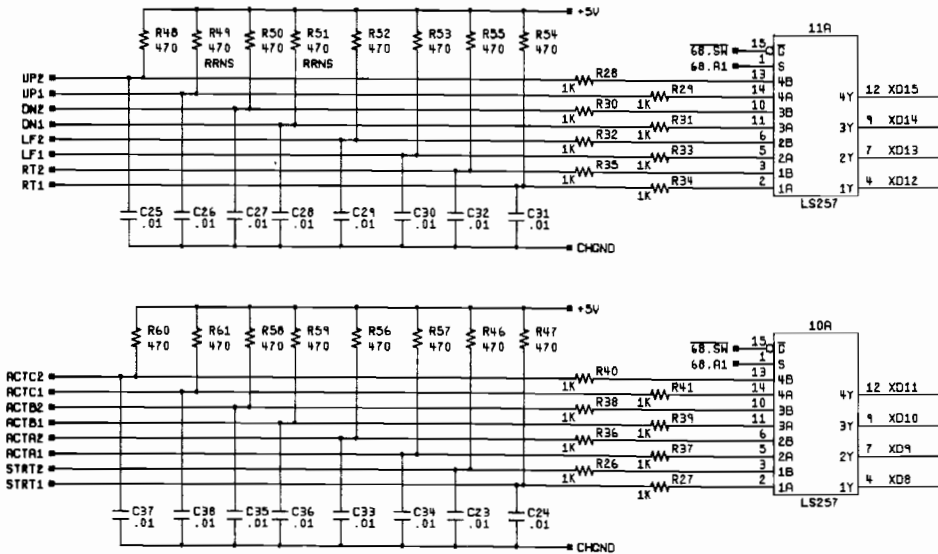 +5V
R48 R49 R50 R51 R52 R53 R55 R54
470 470 470 470 470 470 470 470
RRNS RRNS
11A
68.SW 15 G
68.A1 1 S
UP2 R28 1K 13 4B
UP1 R29 1K 14 4A 4Y 12 XD15
DN2 R30 1K 10 3B
DN1 R31 1K 11 3A 3Y 9 XD14
LF2 R32 1K 6 2B
LF1 R33 1K 5 2A 2Y 7 XD13
RT2 R35 1K 3 1B
RT1 R34 1K 2 1A 1Y 4 XD12
LS257
C25 C26 C27 C28 C29 C30 C32 C31
.01 .01 .01 .01 .01 .01 .01 .01
CHGND
+5V
R60 R61 R58 R59 R56 R57 R46 R47
470 470 470 470 470 470 470 470
10A
68.SW 15 G
68.A1 1 S
ACTC2 R40 1K 13 4B
ACTC1 R41 1K 14 4A 4Y 12 XD11
ACTB2 R38 1K 10 3B
ACTB1 R39 1K 11 3A 3Y 9 XD10
ACTA2 R36 1K 6 2B
ACTA1 R37 1K 5 2A 2Y 7 XD9
STRT2 R26 1K 3 1B
STRT1 R27 1K 2 1A 1Y 4 XD8
LS257
C37 C38 C35 C36 C33 C34 C23 C24
.01 .01 .01 .01 .01 .01 .01 .01
CHGND